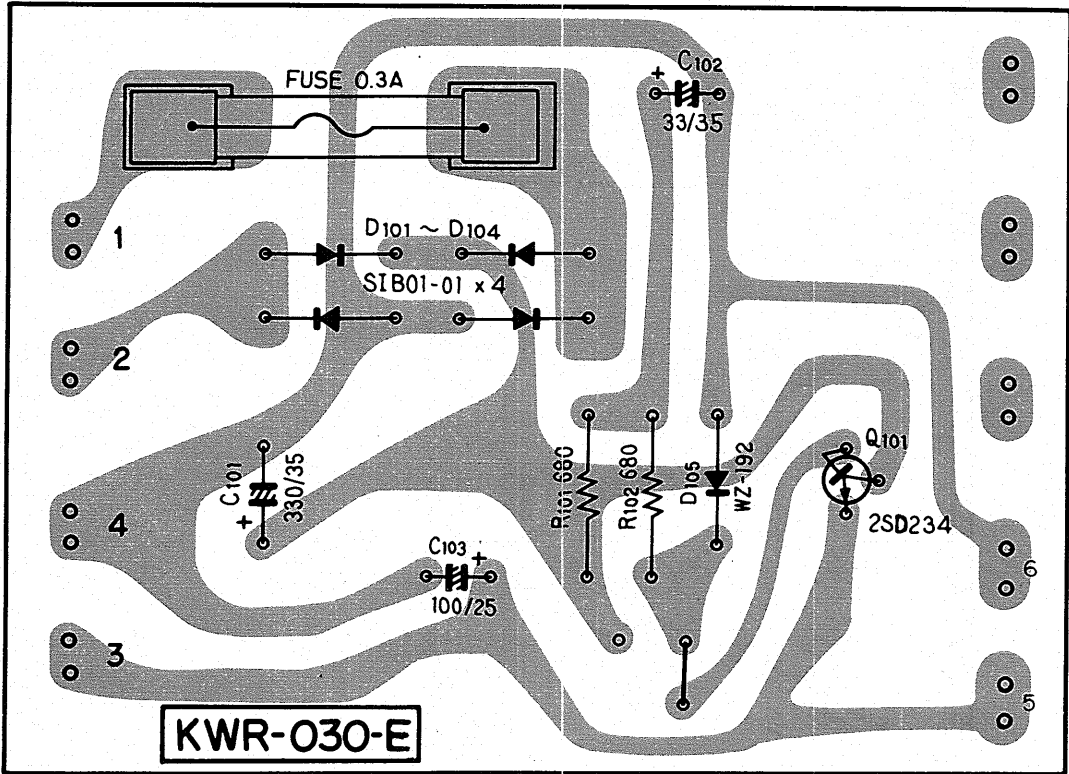 FUSE 0.3A
C102
+
33/35
1
D101 ~ D104
SIB01-01 x 4
2
C101
330/35
+
R101 680
R102 680
D105
WZ-192
Q101
2SD234
4
C103
+
100/25
6
3
5
KWR-030-E